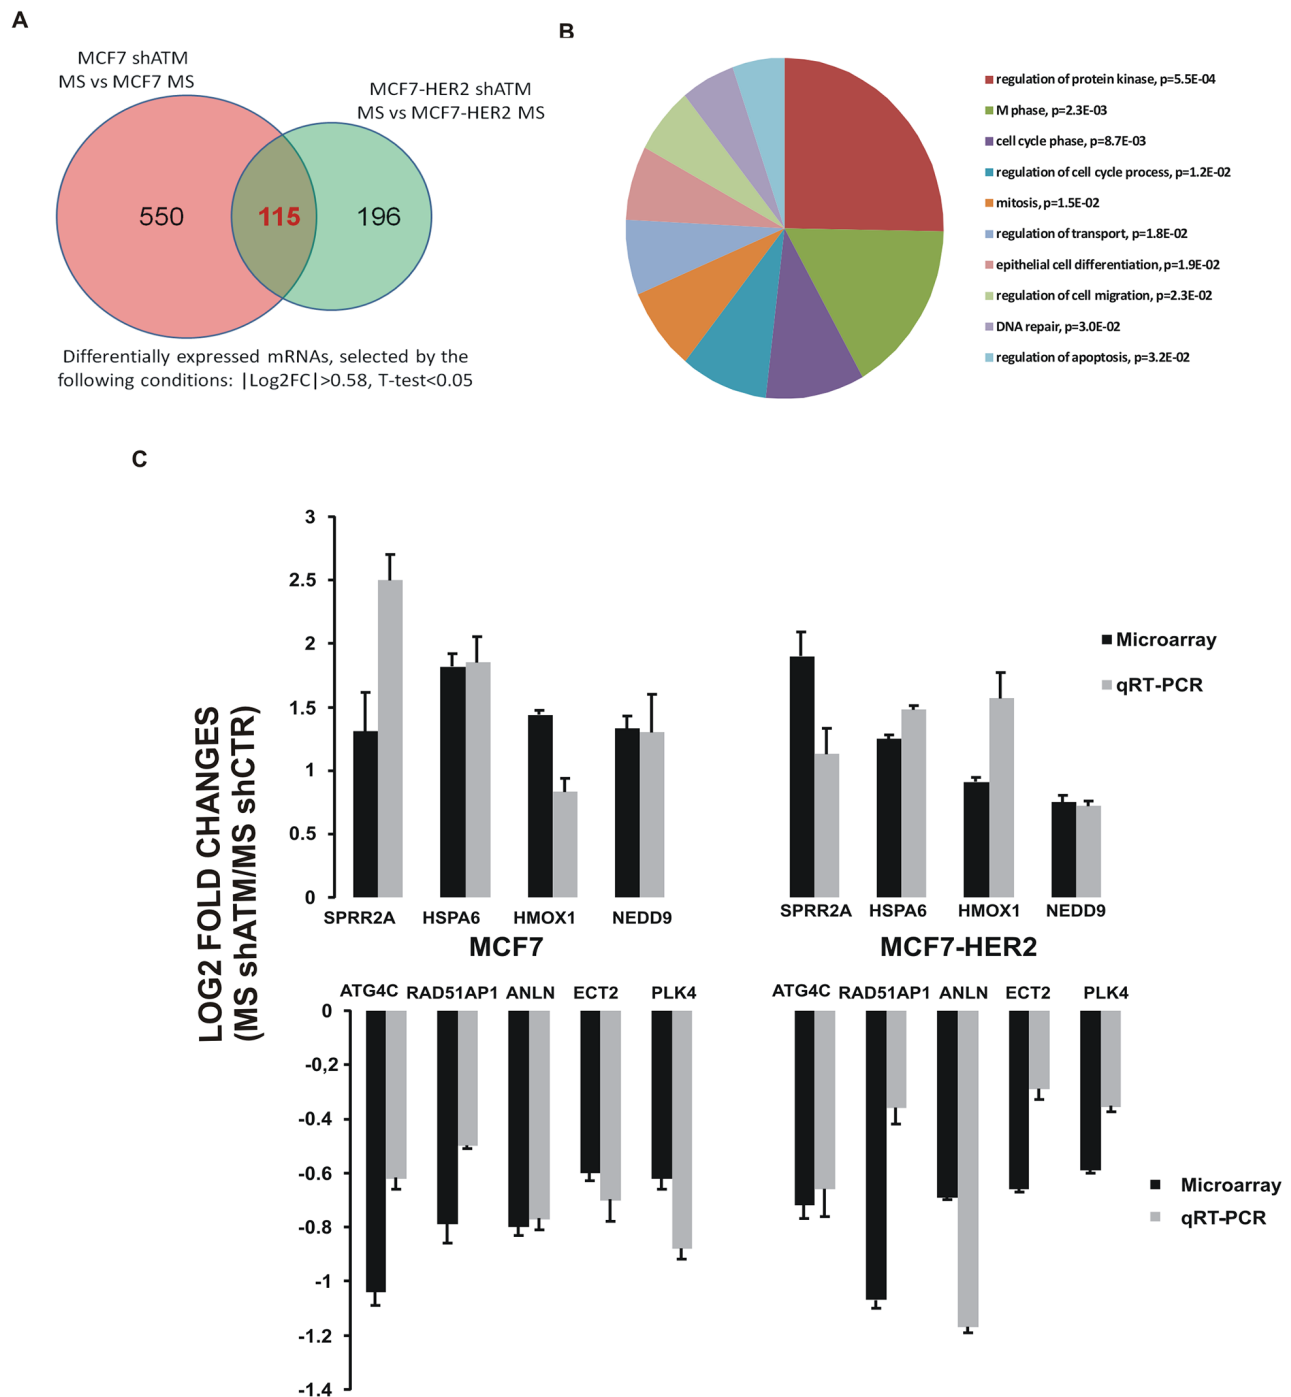 A
B
MCF7 shATM
MS vs MCF7 MS
MCF7-HER2 shATM
MS vs MCF7-HER2 MS
550
115
196
Differentially expressed mRNAs, selected by the
following conditions: |Log2FC|>0.58, T-test<0.05
regulation of protein kinase, p=5.5E-04
M phase, p=2.3E-03
cell cycle phase, p=8.7E-03
regulation of cell cycle process, p=1.2E-02
mitosis, p=1.5E-02
regulation of transport, p=1.8E-02
epithelial cell differentiation, p=1.9E-02
regulation of cell migration, p=2.3E-02
DNA repair, p=3.0E-02
regulation of apoptosis, p=3.2E-02
C
LOG2 FOLD CHANGES
(MS shATM/MS shCTR)
3
2.5
2
1.5
1
0.5
0
SPRR2A HSPA6 HMOX1 NEDD9
MCF7
SPRR2A HSPA6 HMOX1 NEDD9
MCF7-HER2
Microarray
qRT-PCR
ATG4C RAD51AP1 ANLN ECT2 PLK4
ATG4C RAD51AP1 ANLN ECT2 PLK4
0
-0,2
-0.4
-0.6
-0.8
-1
-1.2
-1.4
Microarray
qRT-PCR